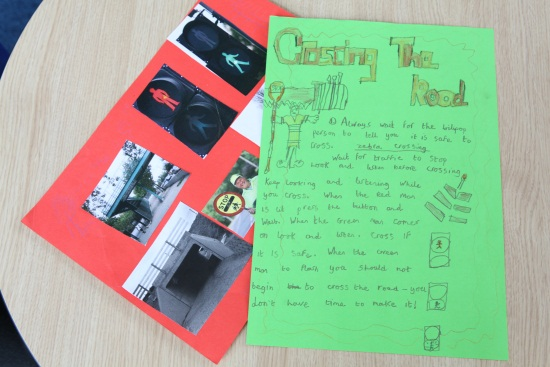 Crossing The
Road
① Always wait for the lollypop
person to tell you it is safe to
cross. zebra crossing
Wait for traffic to stop
look and listen before crossing
Keep looking and listening while
you cross. When the Red man
is lit press the button and
Wait. When the Green man comes
on look and listen. Cross if
it is safe. When the Green
man is you should not
begin to cross the road - you
don't have time to make it!
STOP